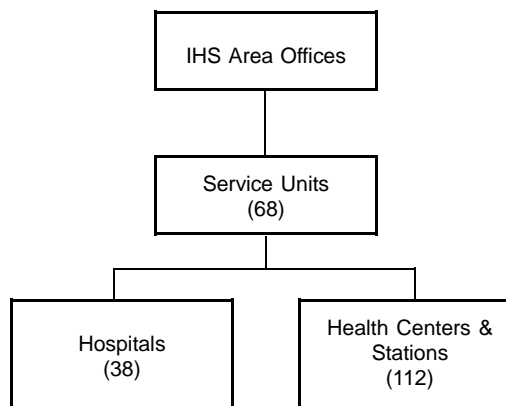 IHS Area Offices
Service Units
(68)
Hospitals
(38)
Health Centers &
Stations
(112)